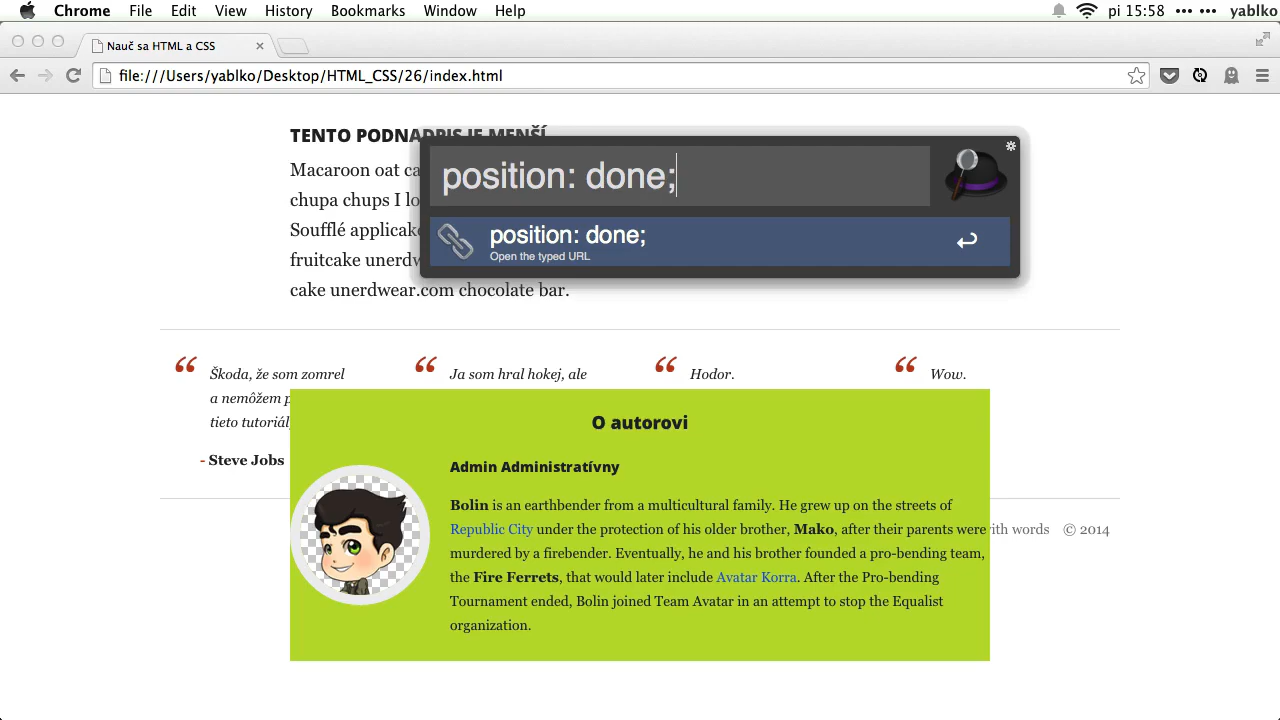 Chrome File Edit View History Bookmarks Window Help pi 15:58 yablko
Nauč sa HTML a CSS
file:///Users/yablko/Desktop/HTML_CSS/26/index.html
TENTO PODNADPIS JE MENŠÍ
position: done;
position: done;
Open the typed URL
Macaroon oat
chupa chups I
Soufflé
fruitcake
cake unerdwear.com chocolate bar.
“ Škoda, že som zomrel
a nemôžem
tieto
- Steve Jobs
“ Ja som hral hokej, ale
“ Hodor.
“ Wow.
O autorovi
Admin Administratívny
Bolin is an earthbender from a multicultural family. He grew up on the streets of
Republic City under the protection of his older brother, Mako, after their parents were
murdered by a firebender. Eventually, he and his brother founded a pro-bending team,
the Fire Ferrets, that would later include Avatar Korra. After the Pro-bending
Tournament ended, Bolin joined Team Avatar in an attempt to stop the Equalist
organization.
words © 2014